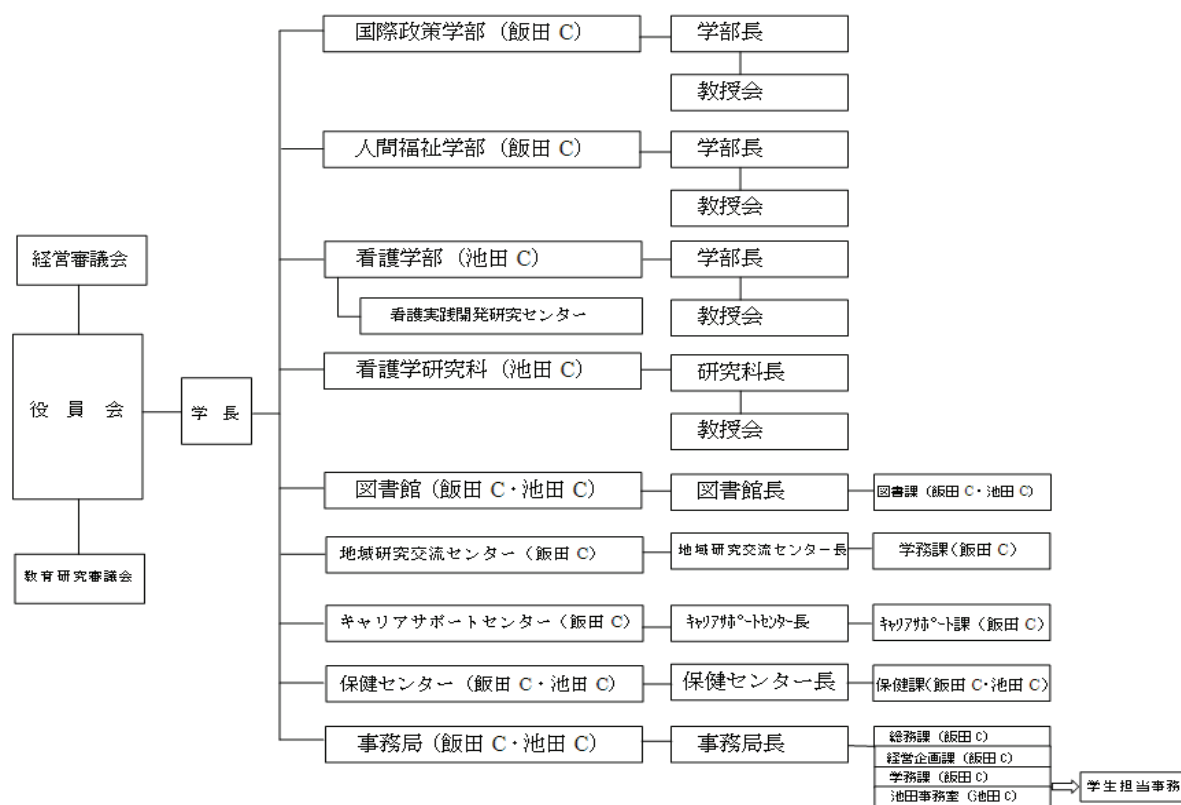 国際政策学部（飯田 C） 学部長
教授会
人間福祉学部（飯田 C） 学部長
教授会
経営審議会
看護学部（池田 C） 学部長
看護実践開発研究センター
教授会
看護学研究科（池田 C） 研究科長
役 員 会
学 長
教授会
図書館（飯田 C・池田 C） 図書館長 図書課（飯田 C・池田 C）
地域研究交流センター（飯田 C） 地域研究交流センター長 学務課（飯田 C）
教育研究審議会
キャリアサポートセンター（飯田 C） ｷｬﾘｱｻﾎﾟｰﾄｾﾝﾀｰ長 ｷｬﾘｱｻﾎﾟｰﾄ課（飯田 C）
保健センター（飯田 C・池田 C） 保健センター長 保健課（飯田 C・池田 C）
事務局（飯田 C・池田 C） 事務局長
総務課（飯田 C）
経営企画課（飯田 C）
学務課（飯田 C）
池田事務室（池田 C）
学生担当事務